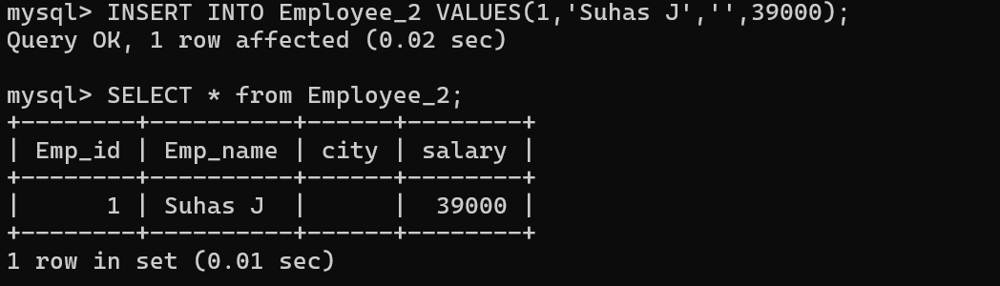 mysql> INSERT INTO Employee_2 VALUES(1,'Suhas J','',39000);
Query OK, 1 row affected (0.02 sec)
mysql> SELECT * from Employee_2;
+--------+----------+------+--------+
| Emp_id | Emp_name | city | salary |
+--------+----------+------+--------+
|      1 | Suhas J  |      |  39000 |
+--------+----------+------+--------+
1 row in set (0.01 sec)